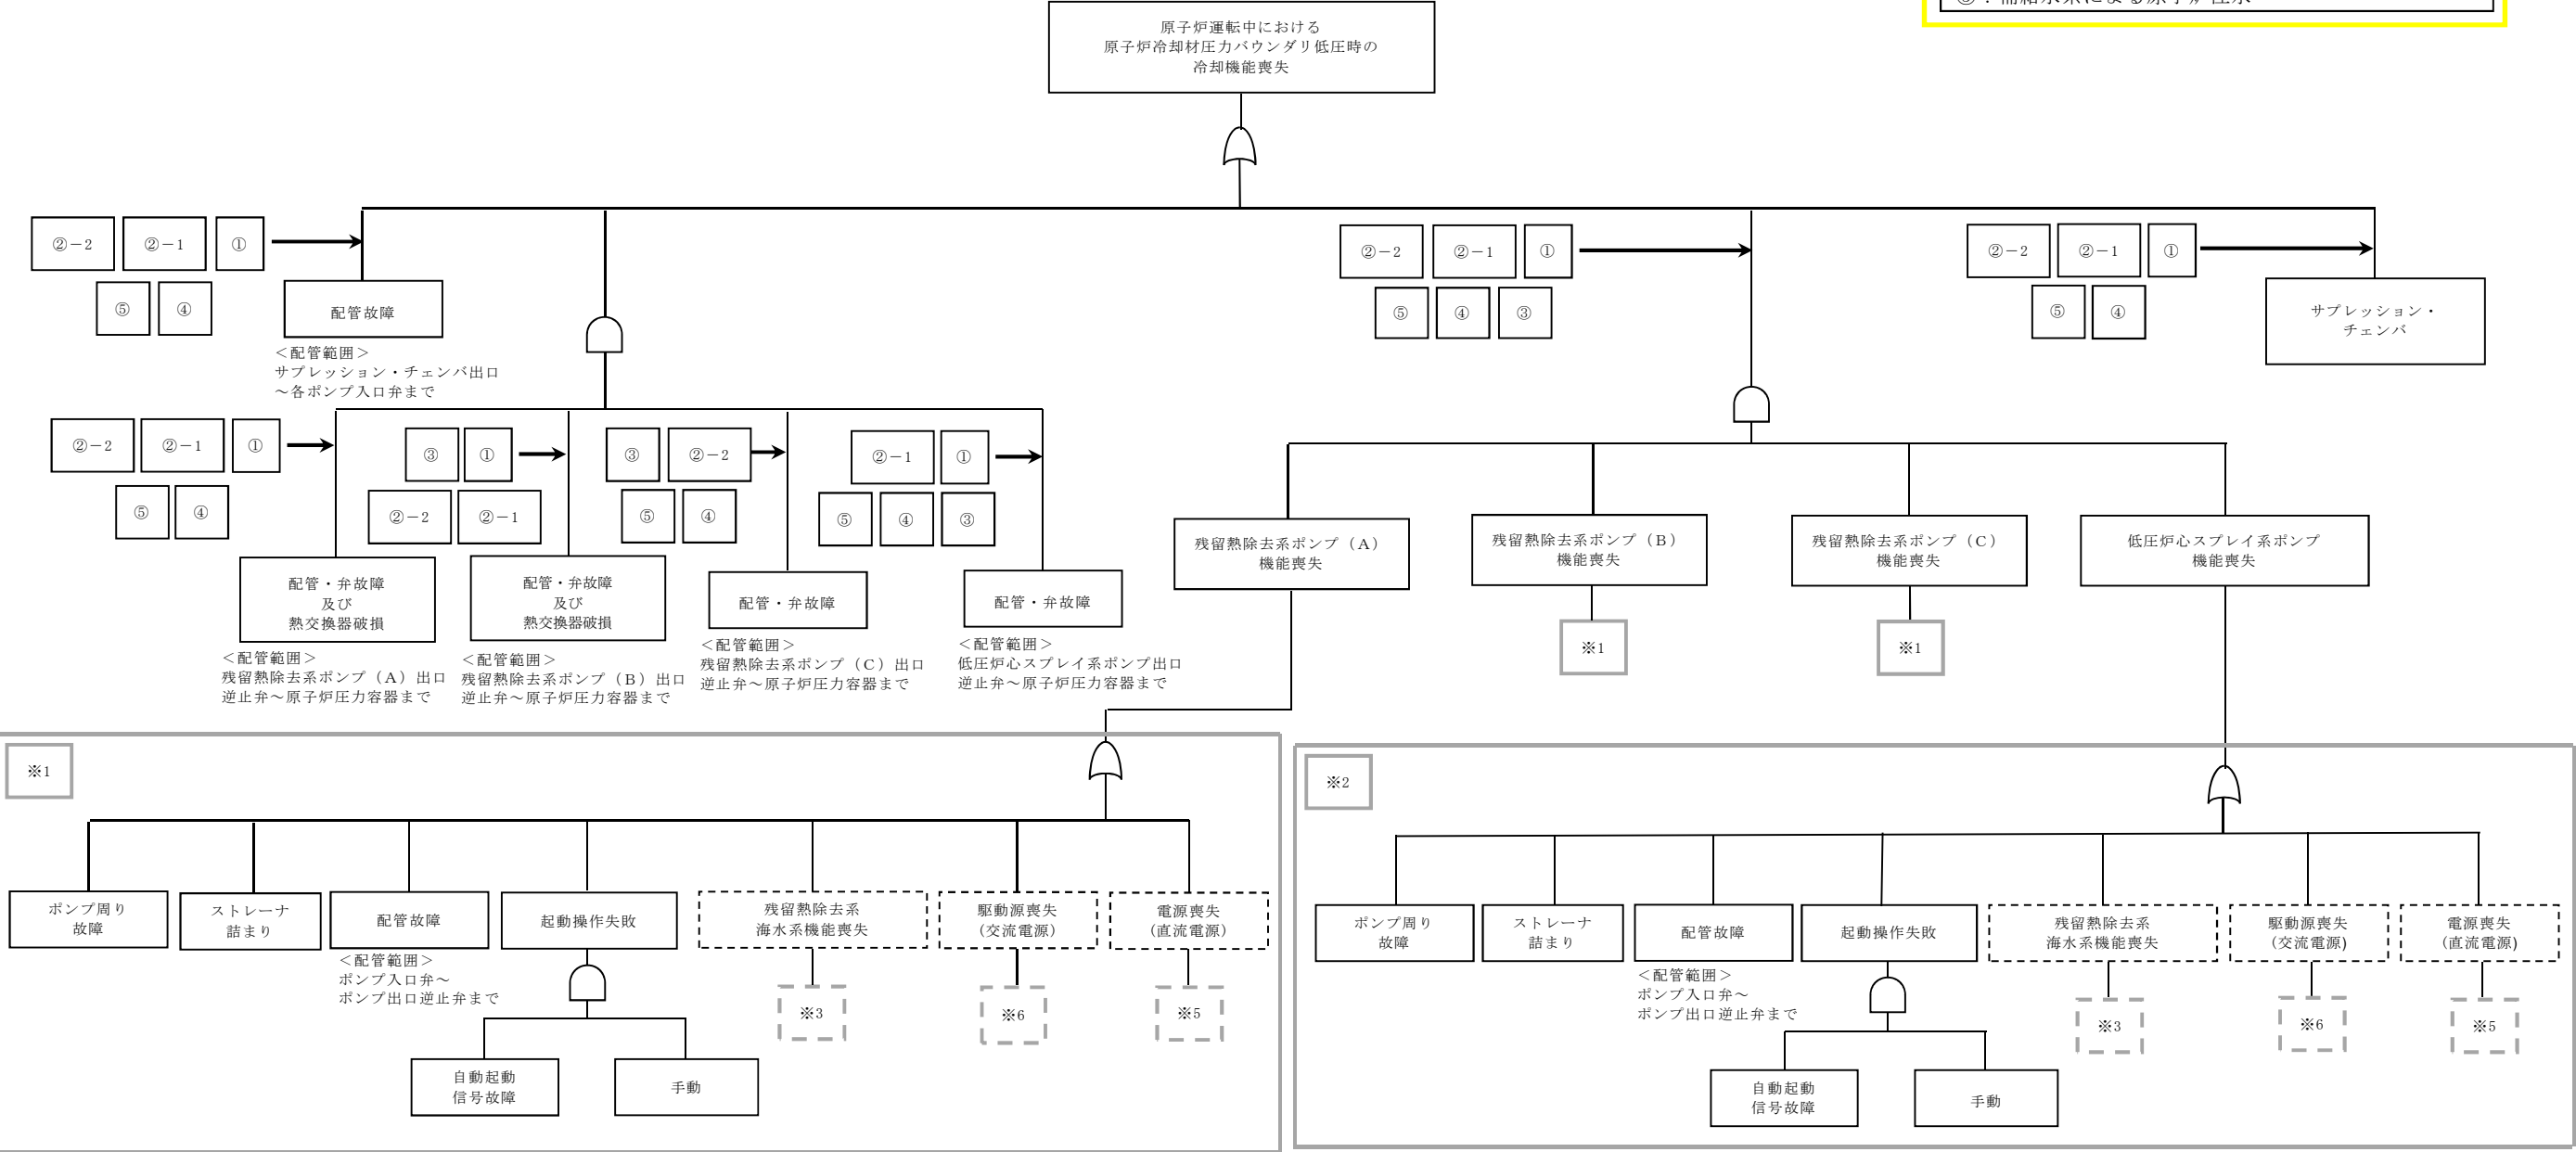 原子炉運転中における
原子炉冷却材圧力バウンダリ低圧時の
冷却機能喪失
②－2
②－1
①
⑤
④
配管故障
＜配管範囲＞
サプレッション・チェンバ出口
～各ポンプ入口弁まで
②－2
②－1
①
⑤
④
③
②－2
②－1
①
⑤
④
サプレッション・
チェンバ
②－2
②－1
①
⑤
④
③
①
②－2
②－1
③
②－2
⑤
④
②－1
①
⑤
④
③
配管・弁故障
及び
熱交換器破損
＜配管範囲＞
残留熱除去系ポンプ（A）出口
逆止弁～原子炉圧力容器まで
配管・弁故障
及び
熱交換器破損
＜配管範囲＞
残留熱除去系ポンプ（B）出口
逆止弁～原子炉圧力容器まで
配管・弁故障
＜配管範囲＞
残留熱除去系ポンプ（C）出口
逆止弁～原子炉圧力容器まで
配管・弁故障
＜配管範囲＞
低圧炉心スプレイ系ポンプ出口
逆止弁～原子炉圧力容器まで
残留熱除去系ポンプ（A）
機能喪失
残留熱除去系ポンプ（B）
機能喪失
残留熱除去系ポンプ（C）
機能喪失
低圧炉心スプレイ系ポンプ
機能喪失
※1
※1
※1
ポンプ周り
故障
ストレーナ
詰まり
配管故障
＜配管範囲＞
ポンプ入口弁～
ポンプ出口逆止弁まで
起動操作失敗
残留熱除去系
海水系機能喪失
駆動源喪失
（交流電源）
電源喪失
（直流電源）
※3
※6
※5
自動起動
信号故障
手動
※2
ポンプ周り
故障
ストレーナ
詰まり
配管故障
＜配管範囲＞
ポンプ入口弁～
ポンプ出口逆止弁まで
起動操作失敗
残留熱除去系
海水系機能喪失
駆動源喪失
（交流電源）
電源喪失
（直流電源）
※3
※6
※5
自動起動
信号故障
手動